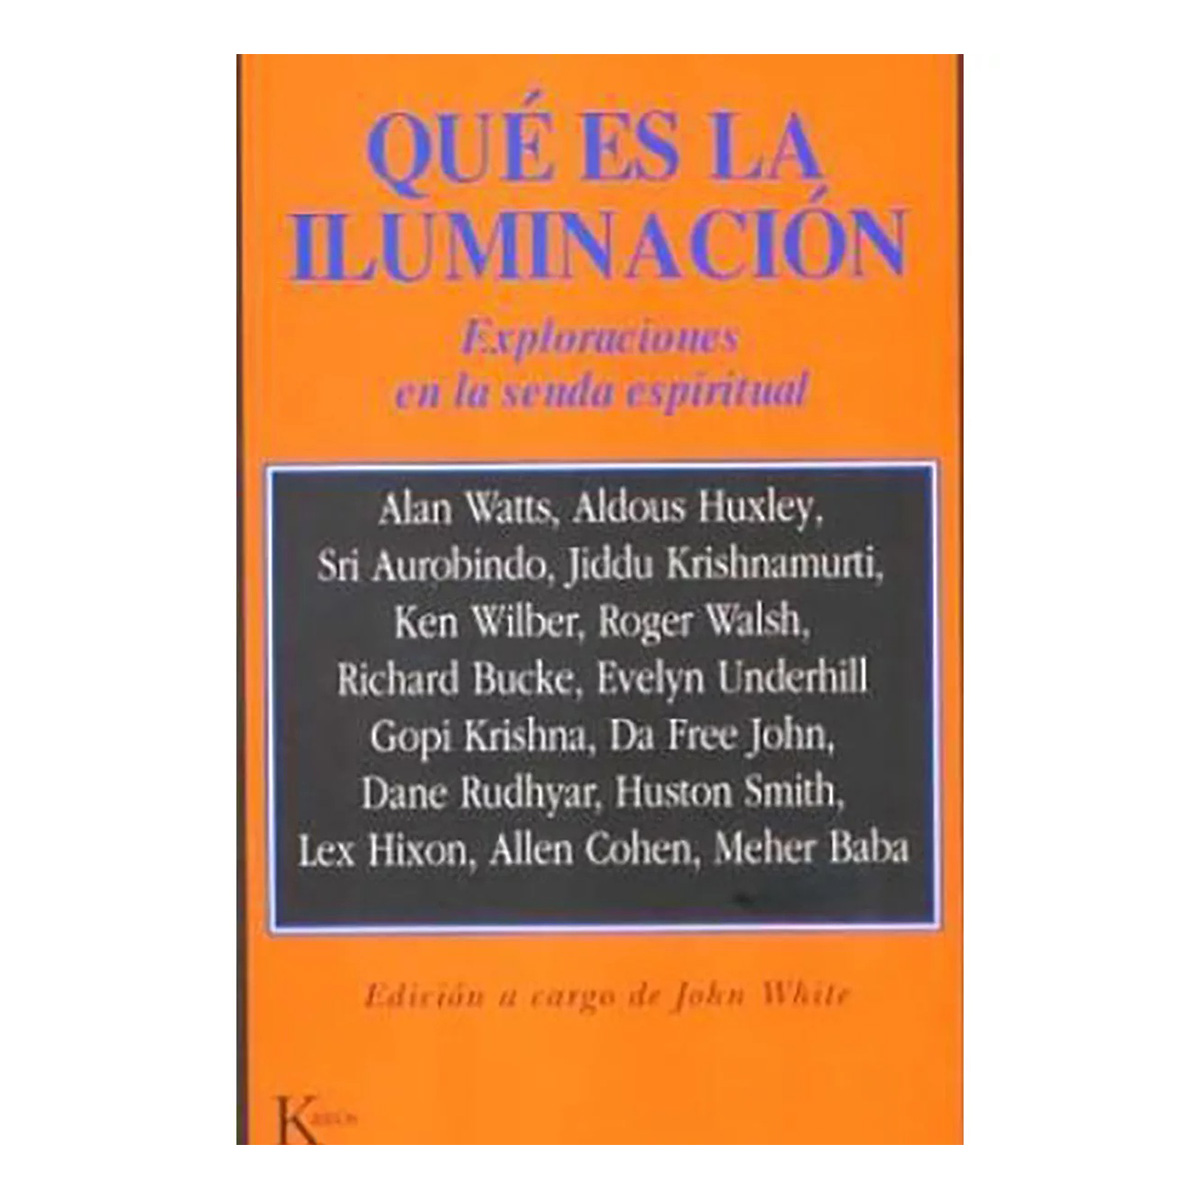 QUÉ ES LA
ILUMINACIÓN
Exploraciones
en la senda espiritual
Alan Watts, Aldous Huxley,
Sri Aurobindo, Jiddu Krishnamurti,
Ken Wilber, Roger Walsh,
Richard Bucke, Evelyn Underhill
Gopi Krishna, Da Free John,
Dane Rudhyar, Huston Smith,
Lex Hixon, Allen Cohen, Meher Baba
Edición a cargo de John White
KAIRÓS